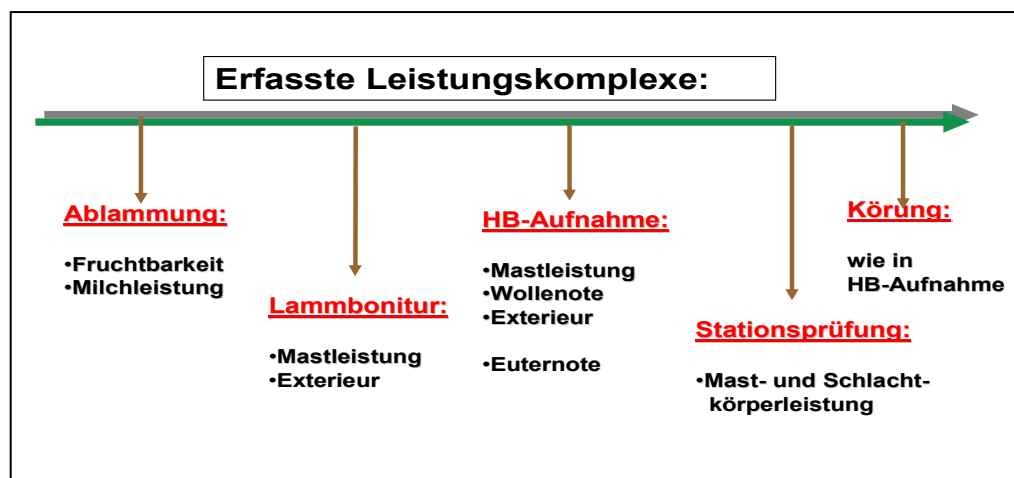 Erfasste Leistungskomplexe:
Ablammung:
•Fruchtbarkeit
•Milchleistung
Lammbonitur:
•Mastleistung
•Exterieur
HB-Aufnahme:
•Mastleistung
•Wollenote
•Exterieur
•Euternote
Stationsprüfung:
•Mast- und Schlacht-
körperleistung
Körung:
wie in
HB-Aufnahme